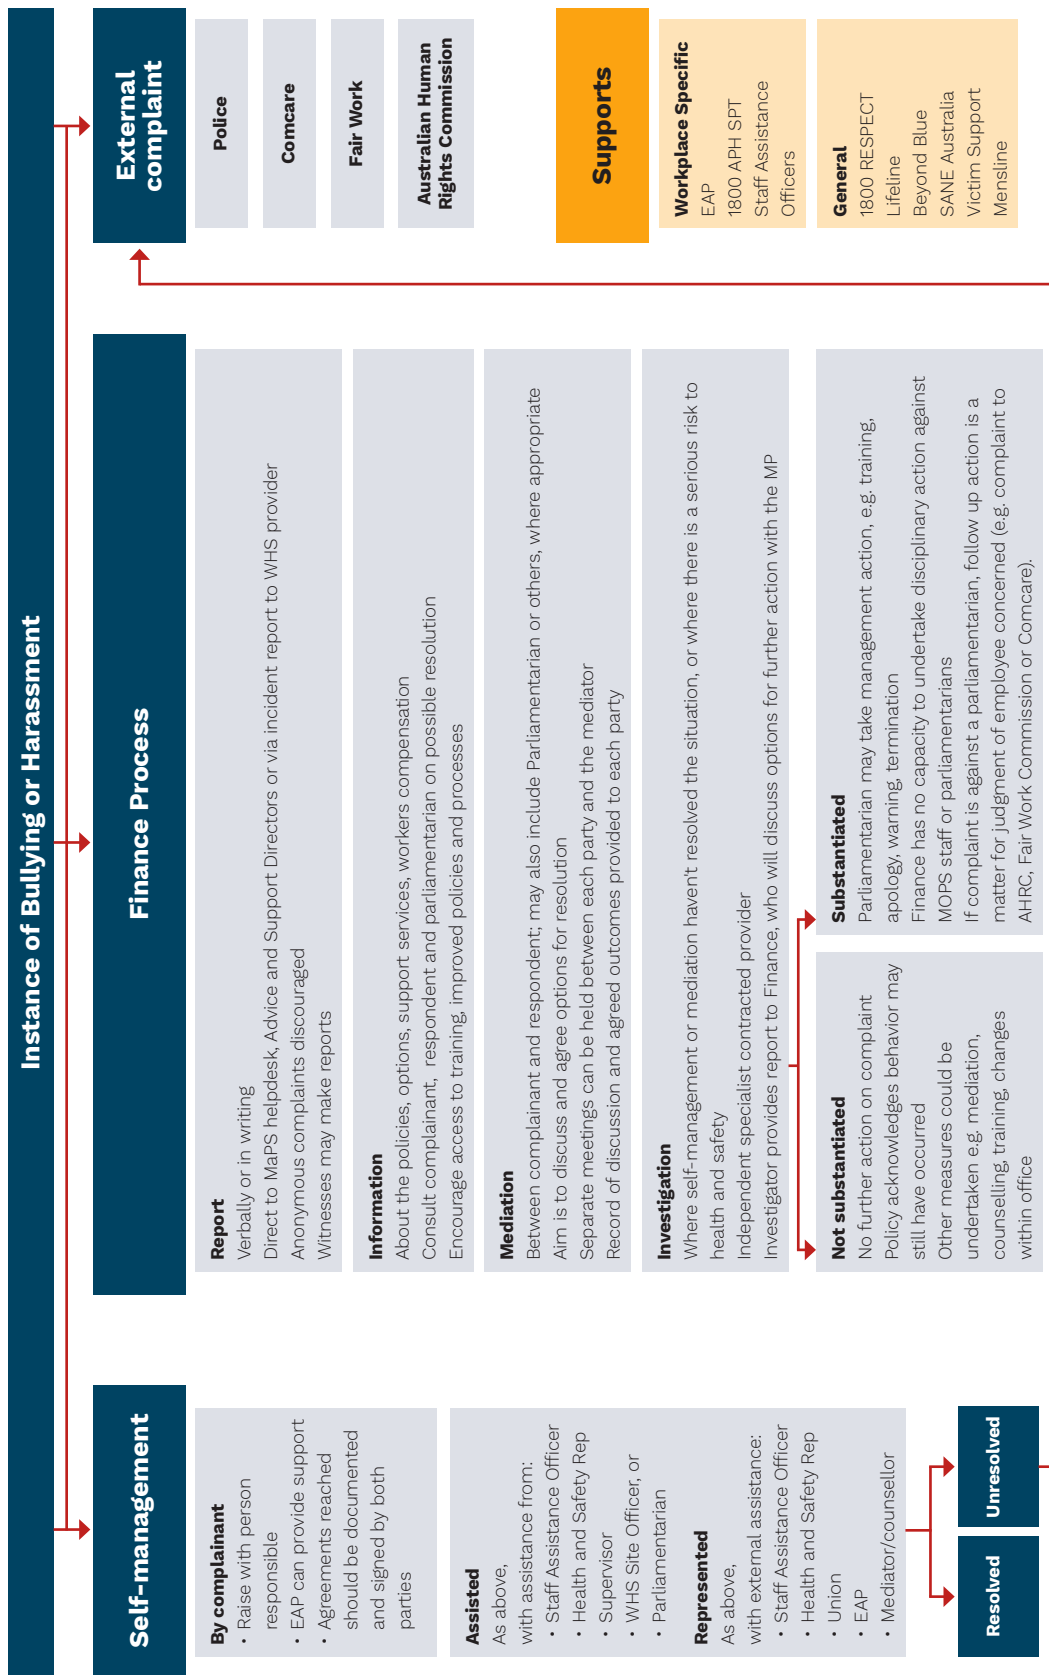 Instance of Bullying or Harassment
Self-management
By complainant
• Raise with person
responsible
• EAP can provide support
• Agreements reached
should be documented
and signed by both
parties
Assisted
As above,
with assistance from:
• Staff Assistance Officer
• Health and Safety Rep
• Supervisor
• WHS Site Officer, or
• Parliamentarian
Represented
As above,
with external assistance:
• Staff Assistance Officer
• Health and Safety Rep
• Union
• EAP
• Mediator/counsellor
Resolved
Unresolved
Finance Process
Report
Verbally or in writing
Direct to MaPS helpdesk, Advice and Support Directors or via incident report to WHS provider
Anonymous complaints discouraged
Witnesses may make reports
Information
About the policies, options, support services, workers compensation
Consult complainant, respondent and parliamentarian on possible resolution
Encourage access to training, improved policies and processes
Mediation
Between complainant and respondent; may also include Parliamentarian or others, where appropriate
Aim is to discuss and agree options for resolution
Separate meetings can be held between each party and the mediator
Record of discussion and agreed outcomes provided to each party
Investigation
Where self-management or mediation haven't resolved the situation, or where there is a serious risk to
health and safety
Independent specialist contracted provider
Investigator provides report to Finance, who will discuss options for further action with the MP
Not substantiated
No further action on complaint
Policy acknowledges behavior may
still have occurred
Other measures could be
undertaken e.g. mediation,
counselling, training, changes
within office
Substantiated
Parliamentarian may take management action, e.g. training,
apology, warning, termination
Finance has no capacity to undertake disciplinary action against
MOPS staff or parliamentarians
If complaint is against a parliamentarian, follow up action is a
matter for judgment of employee concerned (e.g. complaint to
AHRC, Fair Work Commission or Comcare).
External
complaint
Police
Comcare
Fair Work
Australian Human
Rights Commission
Supports
Workplace Specific
EAP
1800 APH SPT
Staff Assistance
Officers
General
1800 RESPECT
Lifeline
Beyond Blue
SANE Australia
Victim Support
Mensline